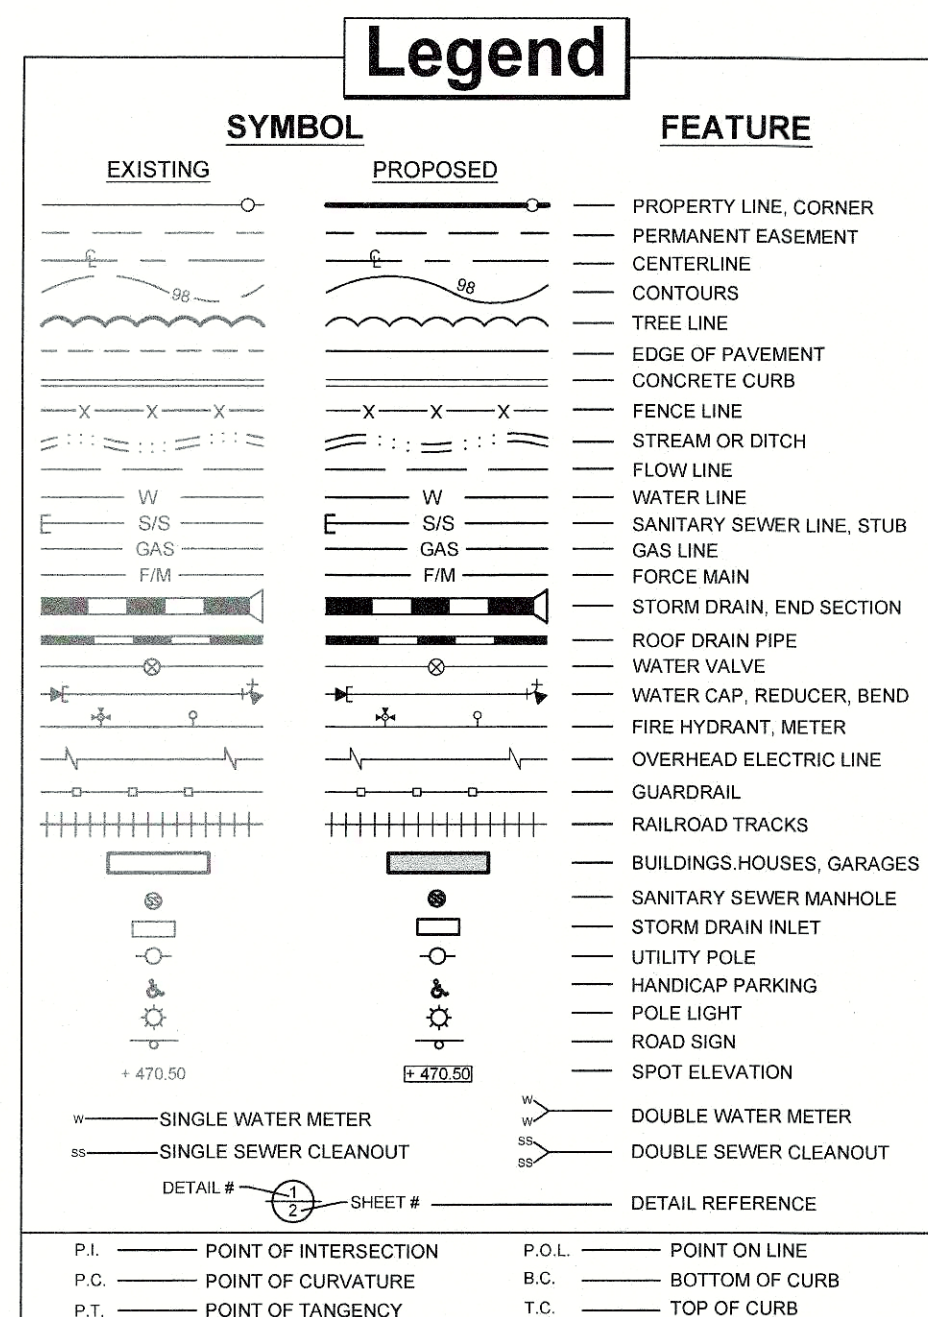 Legend
SYMBOL FEATURE
EXISTING PROPOSED
PROPERTY LINE, CORNER
PERMANENT EASEMENT
℄ ℄ CENTERLINE
98 98 CONTOURS
TREE LINE
EDGE OF PAVEMENT
CONCRETE CURB
X X X X X X FENCE LINE
STREAM OR DITCH
FLOW LINE
W W WATER LINE
S/S S/S SANITARY SEWER LINE, STUB
GAS GAS GAS LINE
F/M F/M FORCE MAIN
STORM DRAIN, END SECTION
ROOF DRAIN PIPE
WATER VALVE
WATER CAP, REDUCER, BEND
FIRE HYDRANT, METER
OVERHEAD ELECTRIC LINE
GUARDRAIL
RAILROAD TRACKS
BUILDINGS.HOUSES, GARAGES
SS SS SANITARY SEWER MANHOLE
STORM DRAIN INLET
UTILITY POLE
HANDICAP PARKING
POLE LIGHT
ROAD SIGN
+ 470.50 + 470.50 SPOT ELEVATION
W SINGLE WATER METER W W DOUBLE WATER METER
SS SINGLE SEWER CLEANOUT SS SS DOUBLE SEWER CLEANOUT
DETAIL # 1 2 SHEET # DETAIL REFERENCE
P.I. POINT OF INTERSECTION P.O.L. POINT ON LINE
P.C. POINT OF CURVATURE B.C. BOTTOM OF CURB
P.T. POINT OF TANGENCY T.C. TOP OF CURB